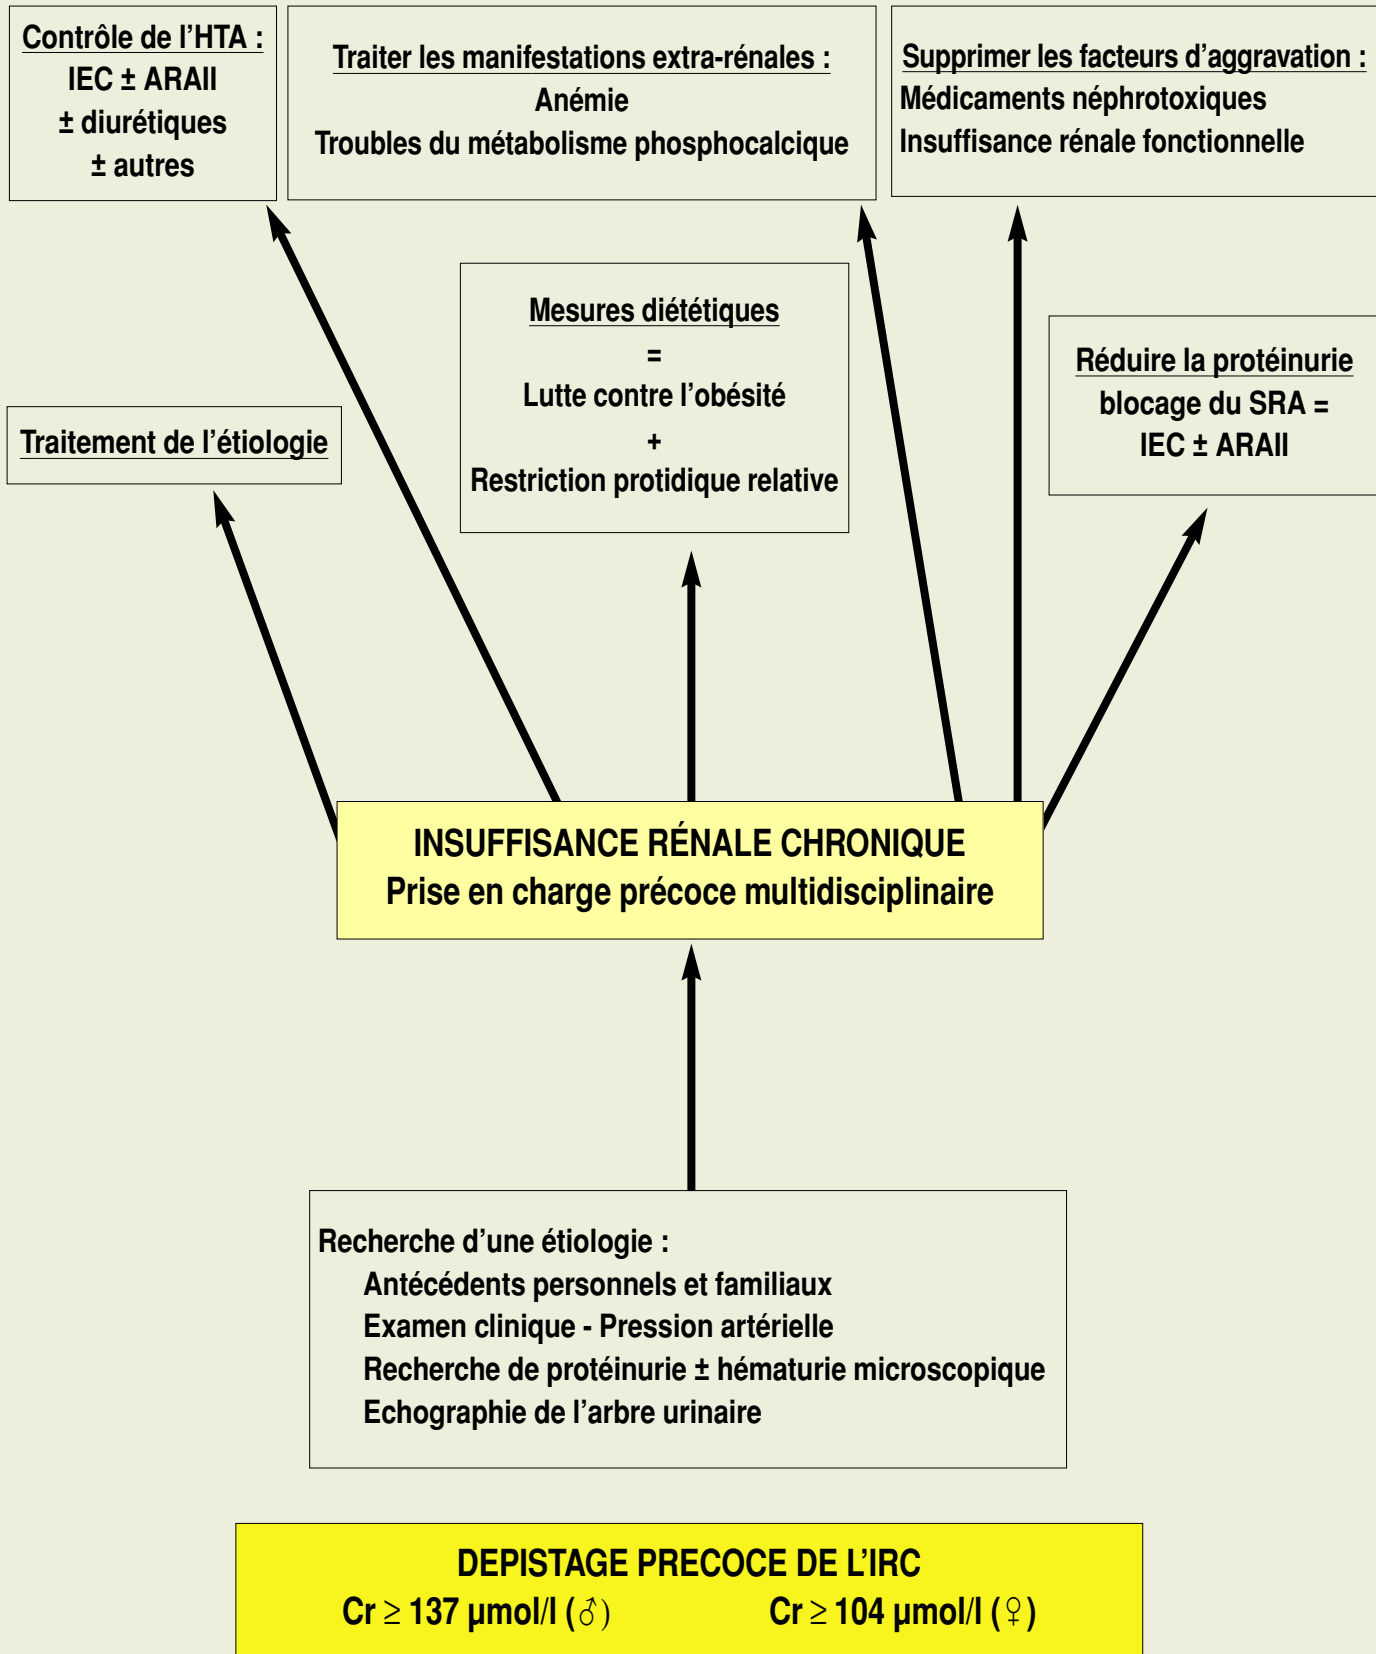 Contrôle de l’HTA :
IEC ± ARAII
± diurétiques
± autres
Traiter les manifestations extra-rénales :
Anémie
Troubles du métabolisme phosphocalcique
Supprimer les facteurs d’aggravation :
Médicaments néphrotoxiques
Insuffisance rénale fonctionnelle
Mesures diététiques
=
Lutte contre l’obésité
+
Restriction protidique relative
Réduire la protéinurie
blocage du SRA =
IEC ± ARAII
Traitement de l’étiologie
INSUFFISANCE RÉNALE CHRONIQUE
Prise en charge précoce multidisciplinaire
Recherche d’une étiologie :
Antécédents personnels et familiaux
Examen clinique - Pression artérielle
Recherche de protéinurie ± hématurie microscopique
Echographie de l’arbre urinaire
DEPISTAGE PRECOCE DE L’IRC
Cr ≥ 137 µmol/l (♂) Cr ≥ 104 µmol/l (♀)